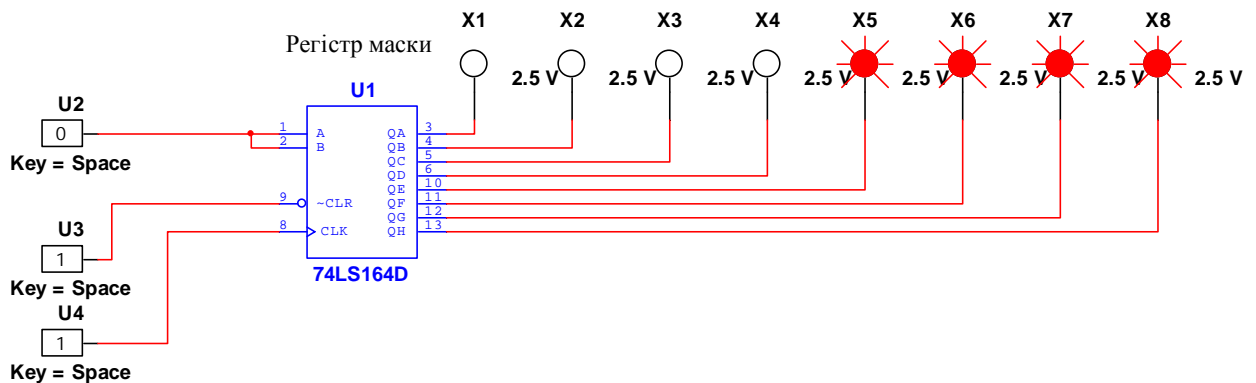 X1 X2 X3 X4 X5 X6 X7 X8
Регістр маски
2.5 V 2.5 V 2.5 V 2.5 V 2.5 V 2.5 V 2.5 V 2.5 V
U1
U2
0
Key = Space
1 A QA 3
2 B QB 4
QC 5
QD 6
QE 10
9 ~CLR QF 11
QG 12
8 CLK QH 13
74LS164D
U3
1
Key = Space
U4
1
Key = Space